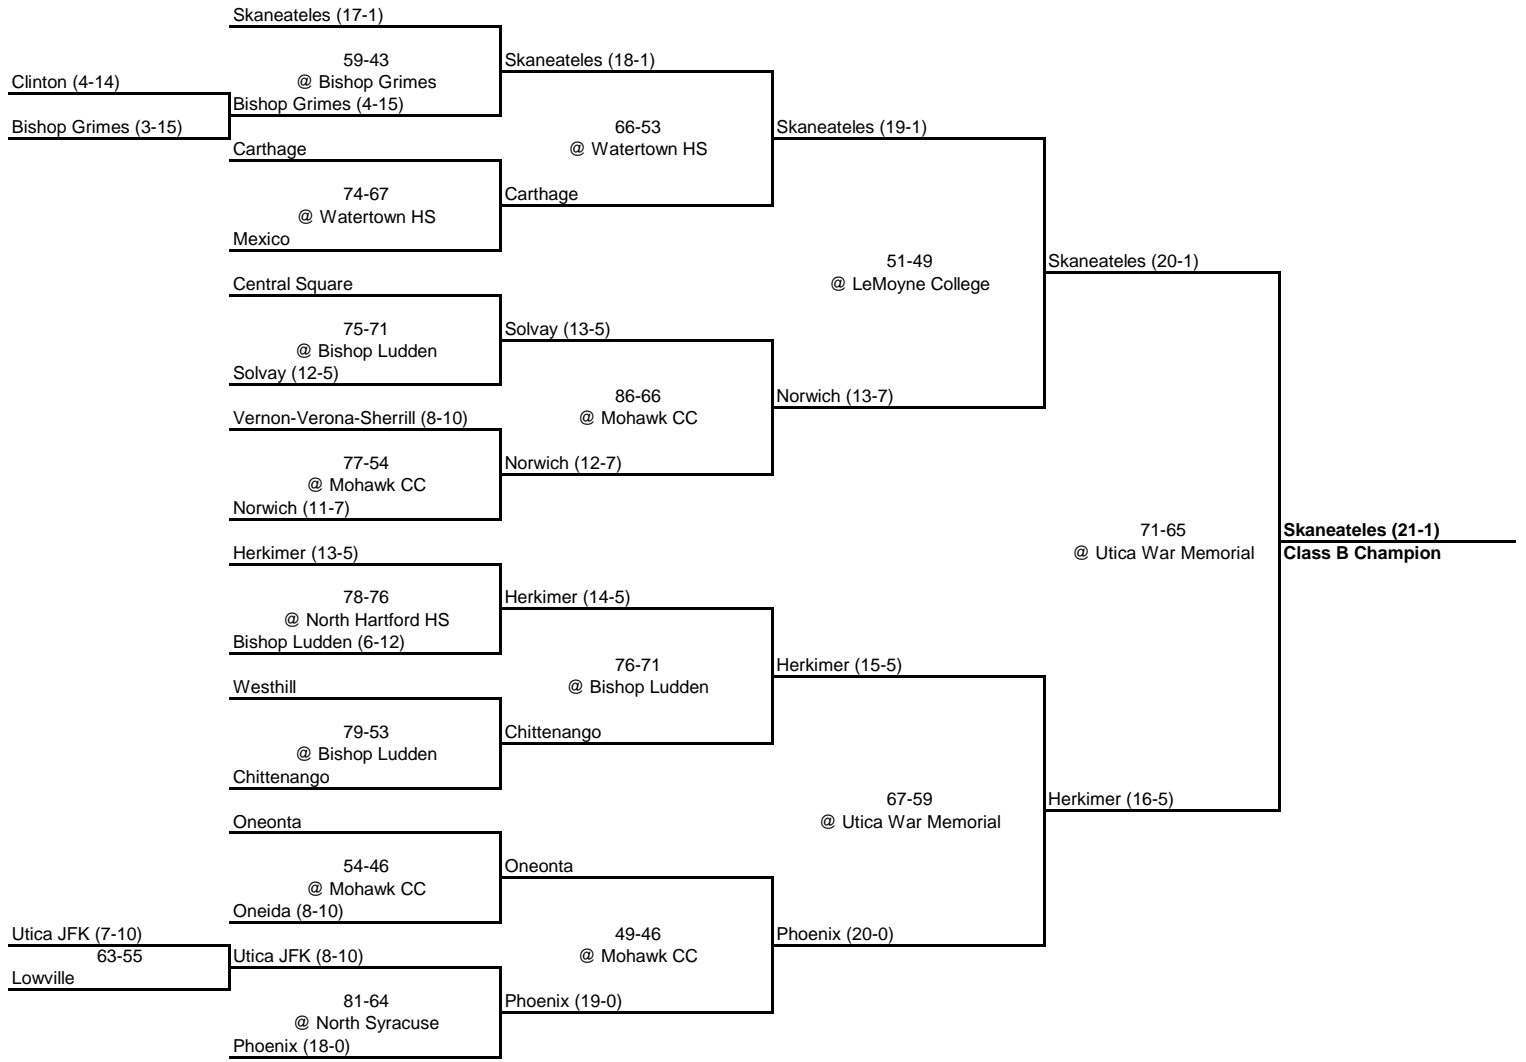 Skaneateles (17-1)
59-43
@ Bishop Grimes
Skaneateles (18-1)
Clinton (4-14)
Bishop Grimes (4-15)
Bishop Grimes (3-15)
66-53
@ Watertown HS
Skaneateles (19-1)
Carthage
74-67
@ Watertown HS
Carthage
Mexico
51-49
@ LeMoyne College
Skaneateles (20-1)
Central Square
75-71
@ Bishop Ludden
Solvay (13-5)
Solvay (12-5)
86-66
@ Mohawk CC
Norwich (13-7)
Vernon-Verona-Sherrill (8-10)
77-54
@ Mohawk CC
Norwich (12-7)
Norwich (11-7)
71-65
@ Utica War Memorial
Skaneateles (21-1)
Class B Champion
Herkimer (13-5)
78-76
@ North Hartford HS
Herkimer (14-5)
Bishop Ludden (6-12)
76-71
@ Bishop Ludden
Herkimer (15-5)
Westhill
79-53
@ Bishop Ludden
Chittenango
Chittenango
67-59
@ Utica War Memorial
Herkimer (16-5)
Oneonta
54-46
@ Mohawk CC
Oneonta
Oneida (8-10)
49-46
@ Mohawk CC
Phoenix (20-0)
Utica JFK (7-10)
63-55
Lowville
Utica JFK (8-10)
81-64
@ North Syracuse
Phoenix (19-0)
Phoenix (18-0)